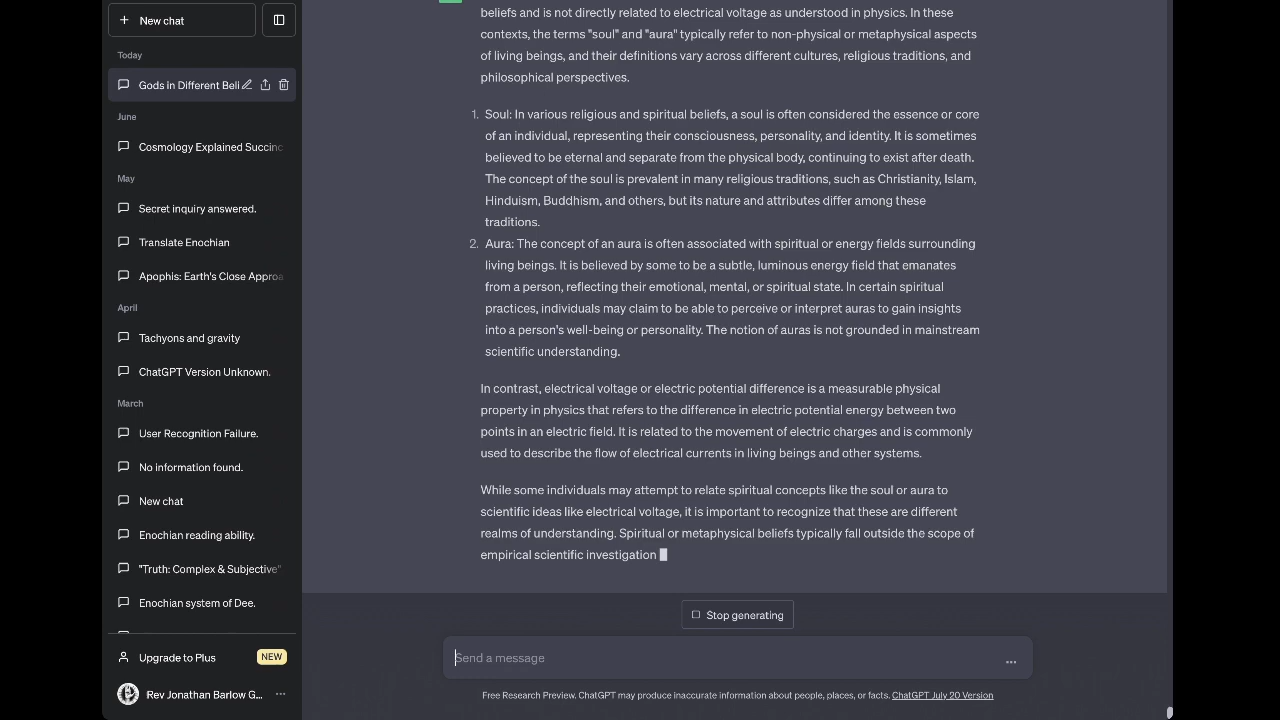 New chat
Today
Gods in Different Beli
June
Cosmology Explained Succinc
May
Secret inquiry answered.
Translate Enochian
Apophis: Earth's Close Approa
April
Tachyons and gravity
ChatGPT Version Unknown.
March
User Recognition Failure.
No information found.
New chat
Enochian reading ability.
"Truth: Complex & Subjective"
Enochian system of Dee.
Upgrade to Plus NEW
Rev Jonathan Barlow G... ...
beliefs and is not directly related to electrical voltage as understood in physics. In these
contexts, the terms "soul" and "aura" typically refer to non-physical or metaphysical aspects
of living beings, and their definitions vary across different cultures, religious traditions, and
philosophical perspectives.
1. Soul: In various religious and spiritual beliefs, a soul is often considered the essence or core
of an individual, representing their consciousness, personality, and identity. It is sometimes
believed to be eternal and separate from the physical body, continuing to exist after death.
The concept of the soul is prevalent in many religious traditions, such as Christianity, Islam,
Hinduism, Buddhism, and others, but its nature and attributes differ among these
traditions.
2. Aura: The concept of an aura is often associated with spiritual or energy fields surrounding
living beings. It is believed by some to be a subtle, luminous energy field that emanates
from a person, reflecting their emotional, mental, or spiritual state. In certain spiritual
practices, individuals may claim to be able to perceive or interpret auras to gain insights
into a person's well-being or personality. The notion of auras is not grounded in mainstream
scientific understanding.
In contrast, electrical voltage or electric potential difference is a measurable physical
property in physics that refers to the difference in electric potential energy between two
points in an electric field. It is related to the movement of electric charges and is commonly
used to describe the flow of electrical currents in living beings and other systems.
While some individuals may attempt to relate spiritual concepts like the soul or aura to
scientific ideas like electrical voltage, it is important to recognize that these are different
realms of understanding. Spiritual or metaphysical beliefs typically fall outside the scope of
empirical scientific investigation
Stop generating
Send a message ...
Free Research Preview. ChatGPT may produce inaccurate information about people, places, or facts. ChatGPT July 20 Version